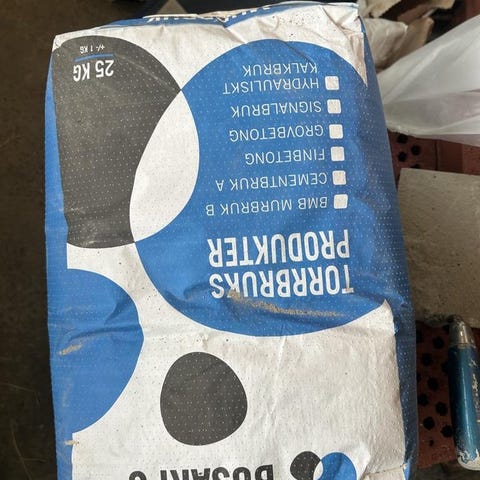 TORRBRUKS
PRODUKTER
BMB MURBRUK B
CEMENTBRUK A
FINBETONG
GROVBETONG
SIGNALBRUK
HYDRAULISKT
KALKBRUK
25 KG
+/- 1 KG